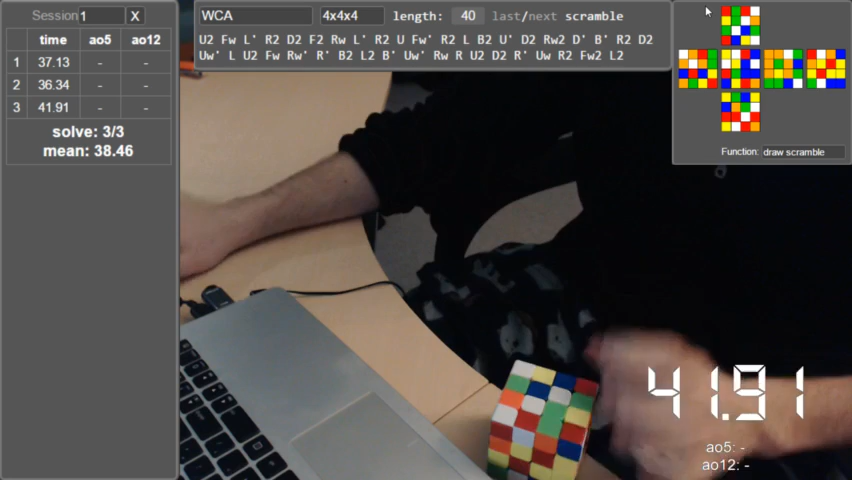 Session 1 X
time ao5 ao12
1 37.13 - -
2 36.34 - -
3 41.91 - -
solve: 3/3
mean: 38.46
WCA 4x4x4 length: 40 last/next scramble
U2 Fw L' R2 D2 F2 Rw L' R2 U Fw' R2 L B2 U' D2 Rw2 D' B' R2 D2
Uw' L U2 Fw Rw' R' B2 L2 B' Uw' Rw R U2 D2 R' Uw R2 Fw2 L2
Function: draw scramble
41.91
ao5: -
ao12: -